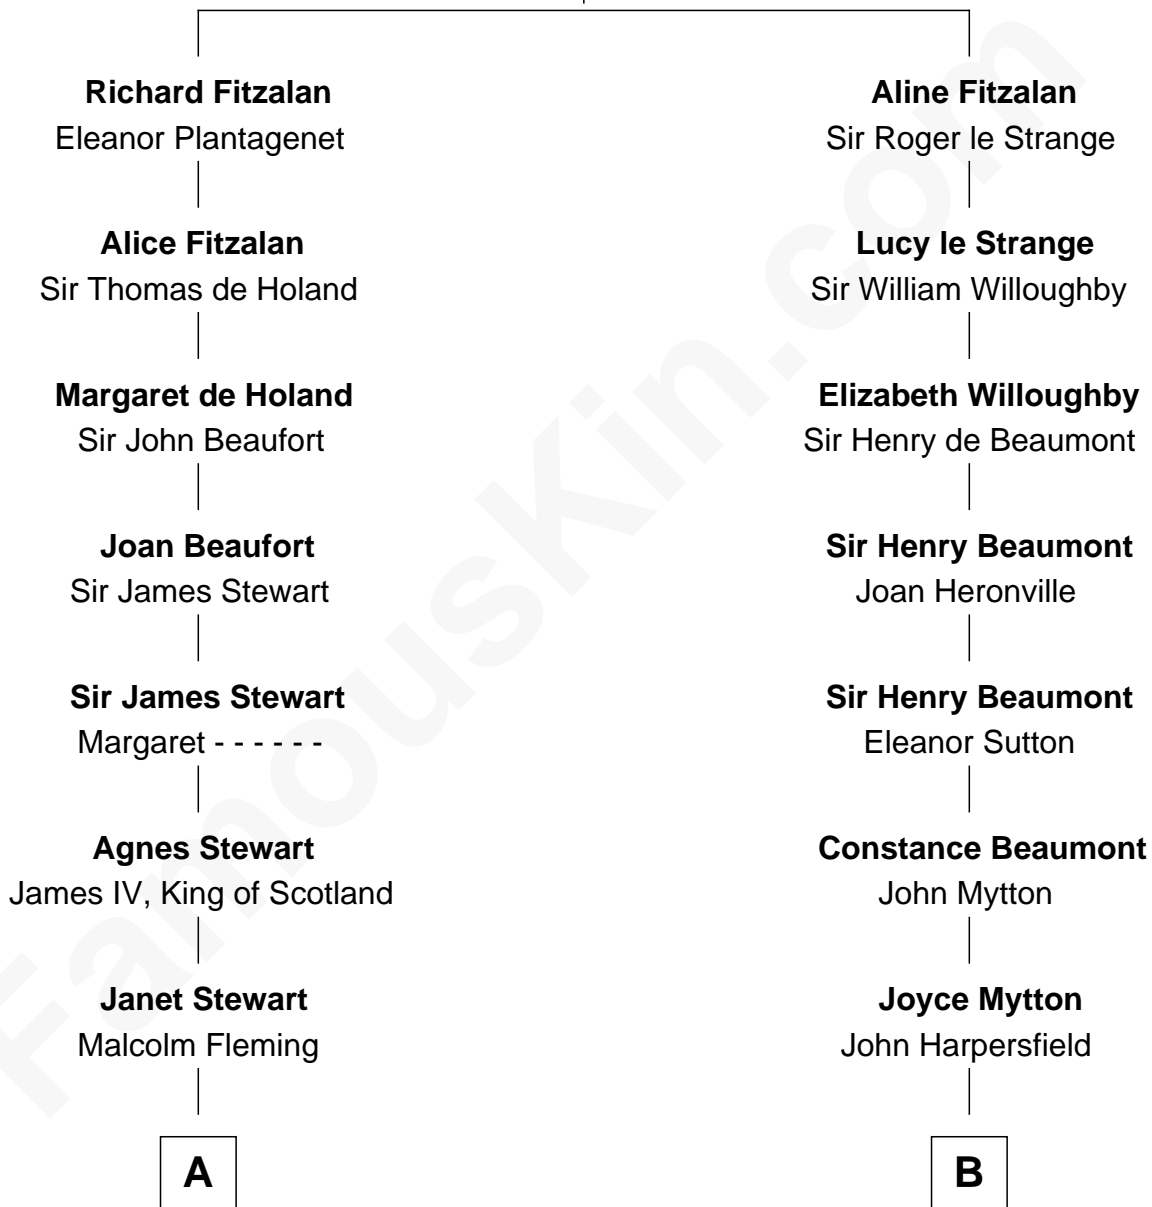 Richard Fitzalan
Eleanor Plantagenet
Alice Fitzalan
Sir Thomas de Holand
Margaret de Holand
Sir John Beaufort
Joan Beaufort
Sir James Stewart
Sir James Stewart
Margaret - - - - - -
Agnes Stewart
James IV, King of Scotland
Janet Stewart
Malcolm Fleming
A
Aline Fitzalan
Sir Roger le Strange
Lucy le Strange
Sir William Willoughby
Elizabeth Willoughby
Sir Henry de Beaumont
Sir Henry Beaumont
Joan Heronville
Sir Henry Beaumont
Eleanor Sutton
Constance Beaumont
John Mytton
Joyce Mytton
John Harpersfield
B
FamousKin.com